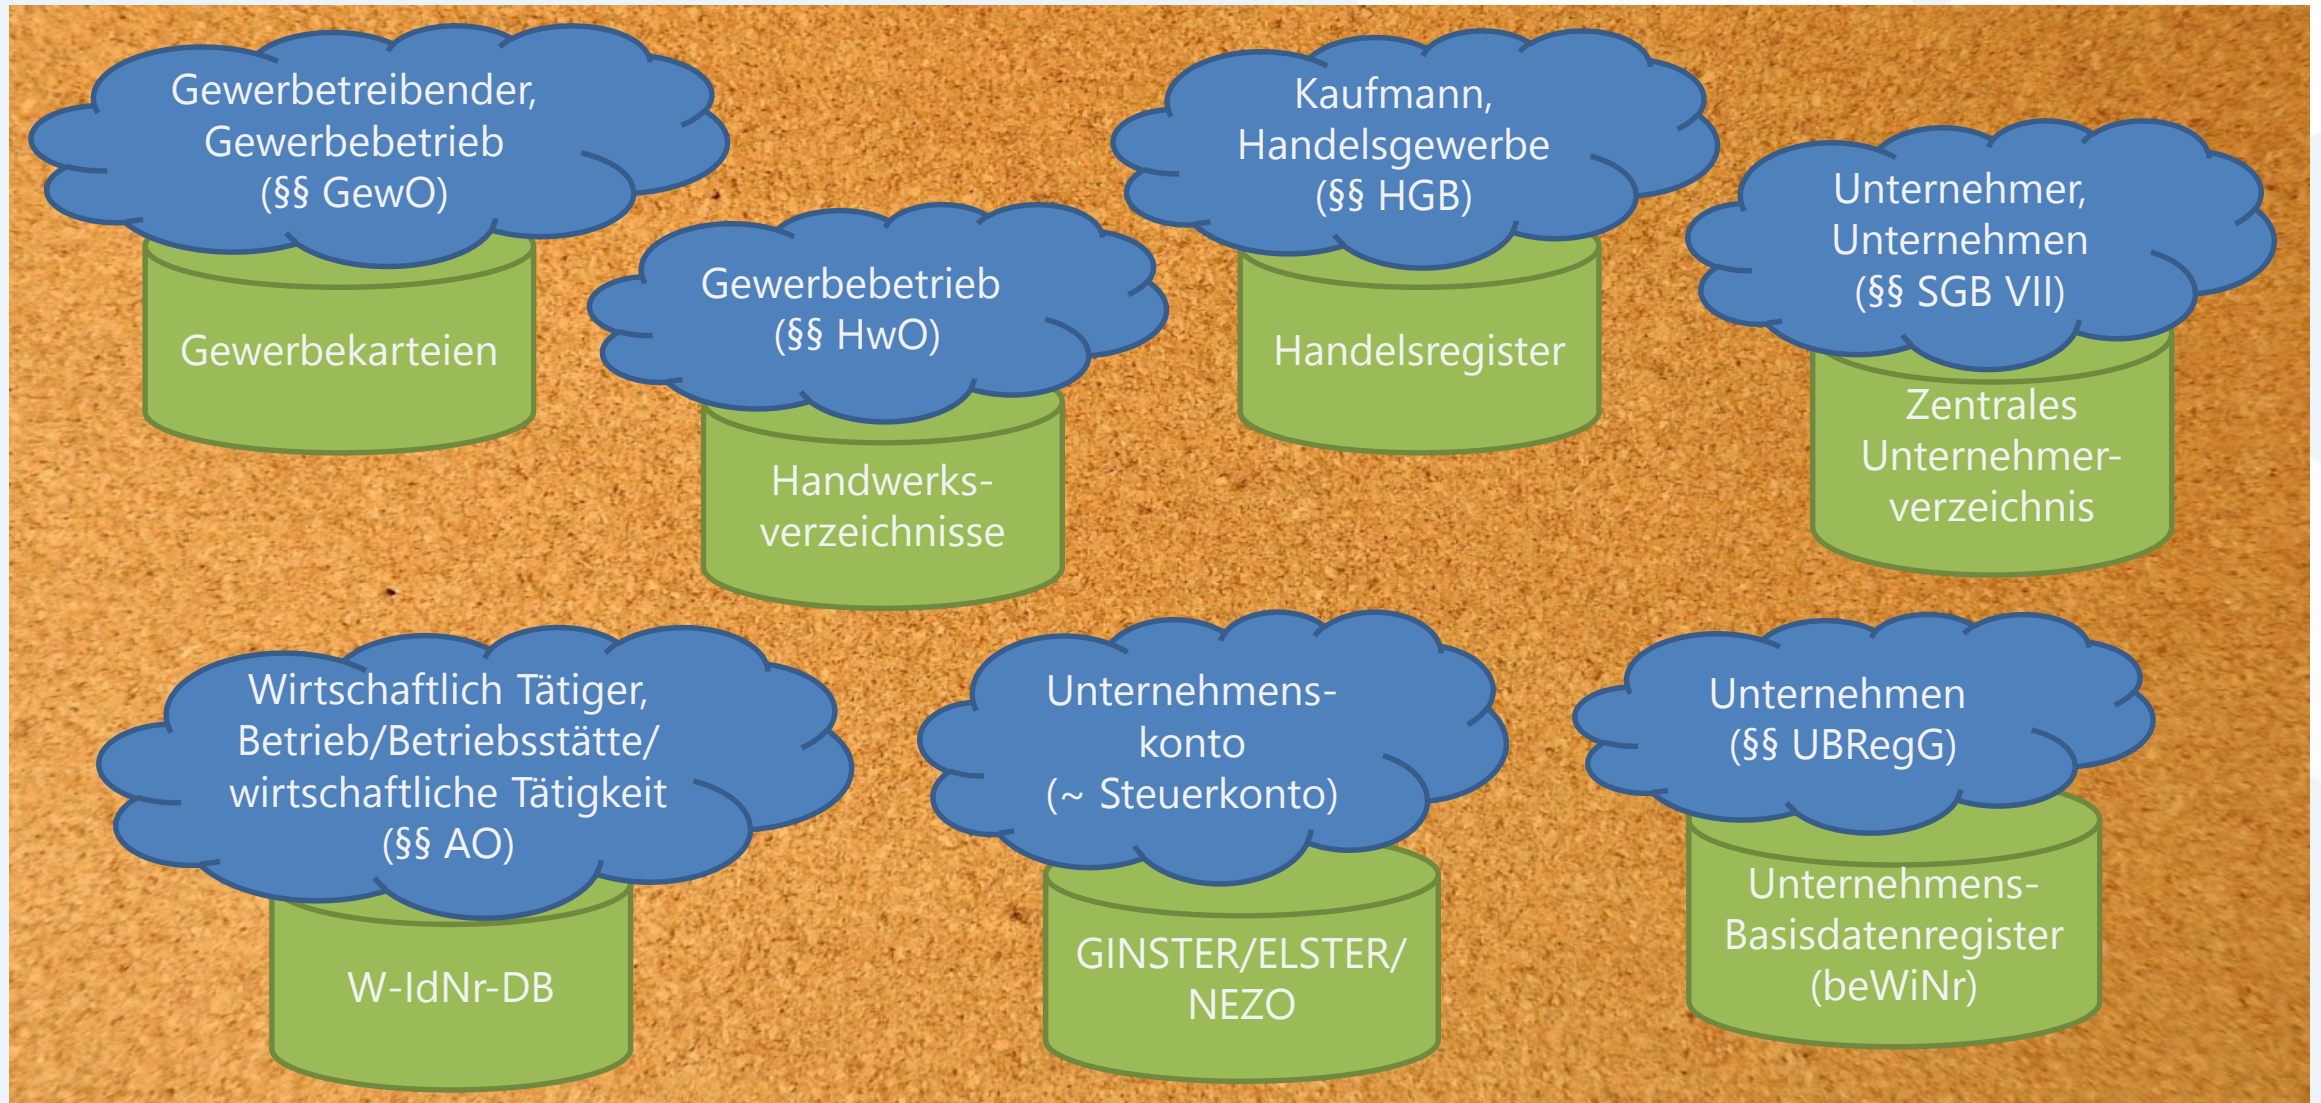 Gewerbetreibender,
Gewerbebetrieb
(§§ GewO)
Gewerbekarteien
Gewerbebetrieb
(§§ HwO)
Handwerks-
verzeichnisse
Kaufmann,
Handelsgewerbe
(§§ HGB)
Handelsregister
Unternehmer,
Unternehmen
(§§ SGB VII)
Zentrales
Unternehmer-
verzeichnis
Wirtschaftlich Tätiger,
Betrieb/Betriebsstätte/
wirtschaftliche Tätigkeit
(§§ AO)
W-IdNr-DB
Unternehmens-
konto
(~ Steuerkonto)
GINSTER/ELSTER/
NEZO
Unternehmen
(§§ UBRegG)
Unternehmens-
Basisdatenregister
(beWiNr)